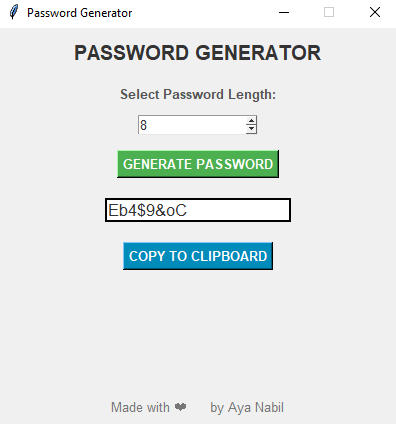 Password Generator
PASSWORD GENERATOR
Select Password Length:
8
GENERATE PASSWORD
Eb4$9&oC
COPY TO CLIPBOARD
Made with ❤ by Aya Nabil